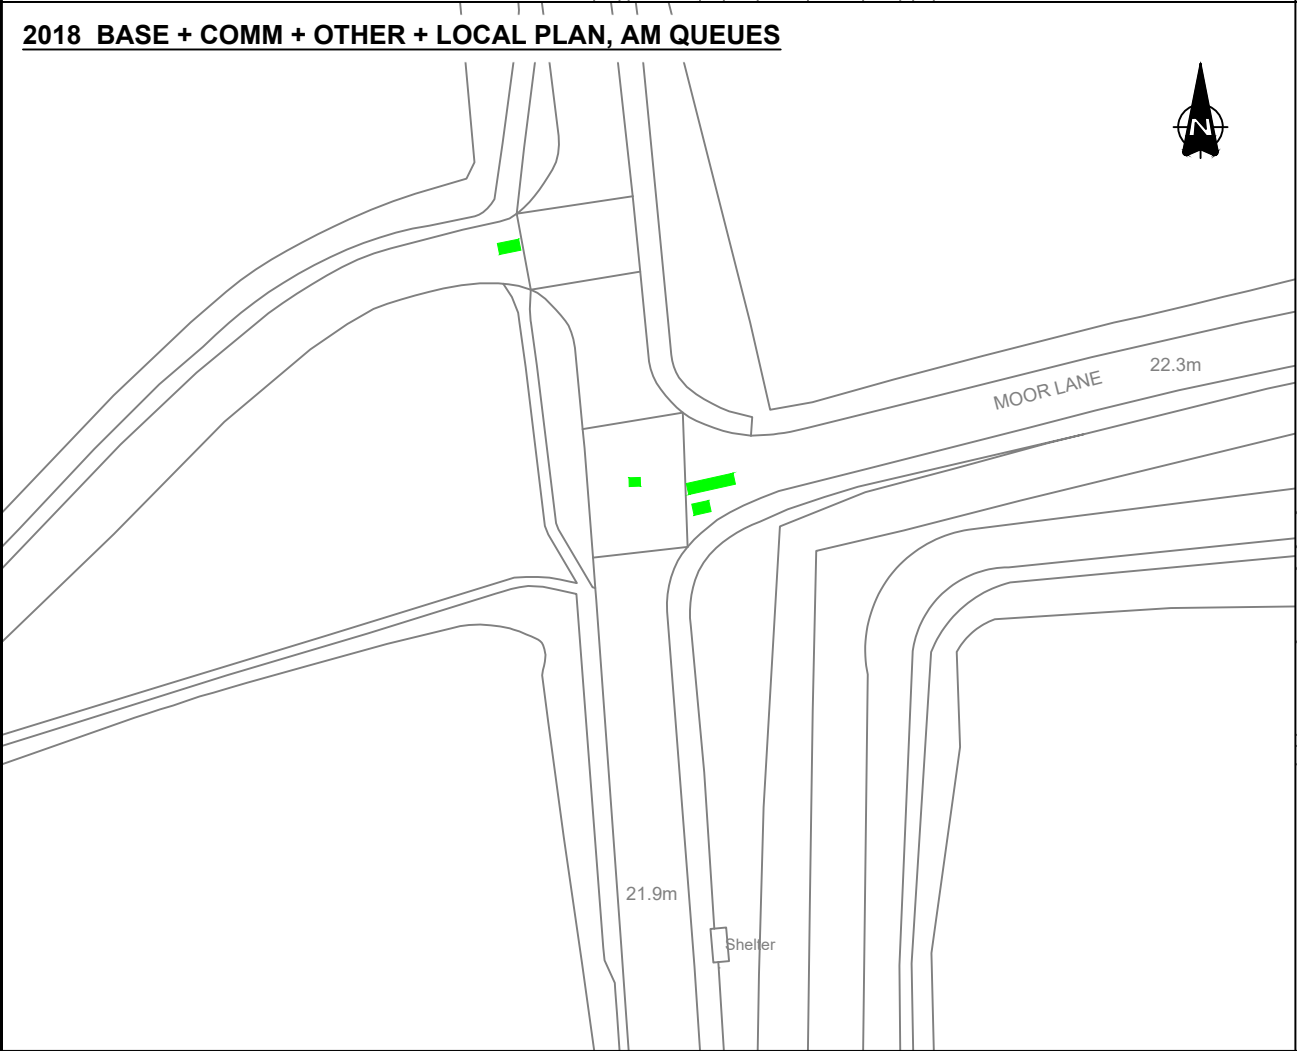 2018  BASE + COMM + OTHER + LOCAL PLAN, AM QUEUES
N
22.3m
MOOR LANE
21.9m
Shelter